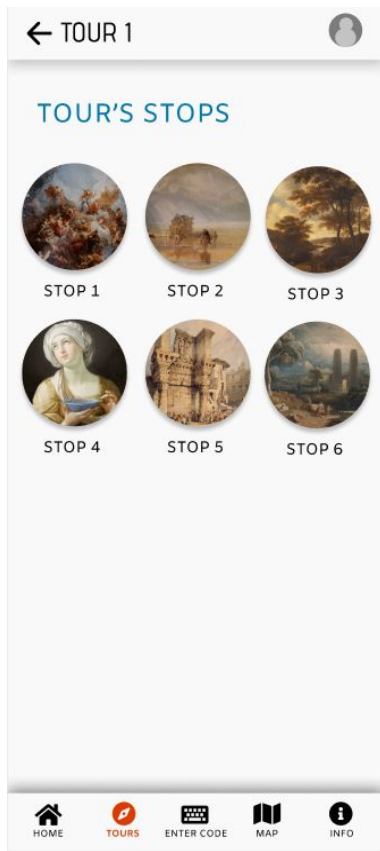 TOUR 1
TOUR'S STOPS
STOP 1 STOP 2 STOP 3
STOP 4 STOP 5 STOP 6
HOME TOURS ENTER CODE MAP INFO